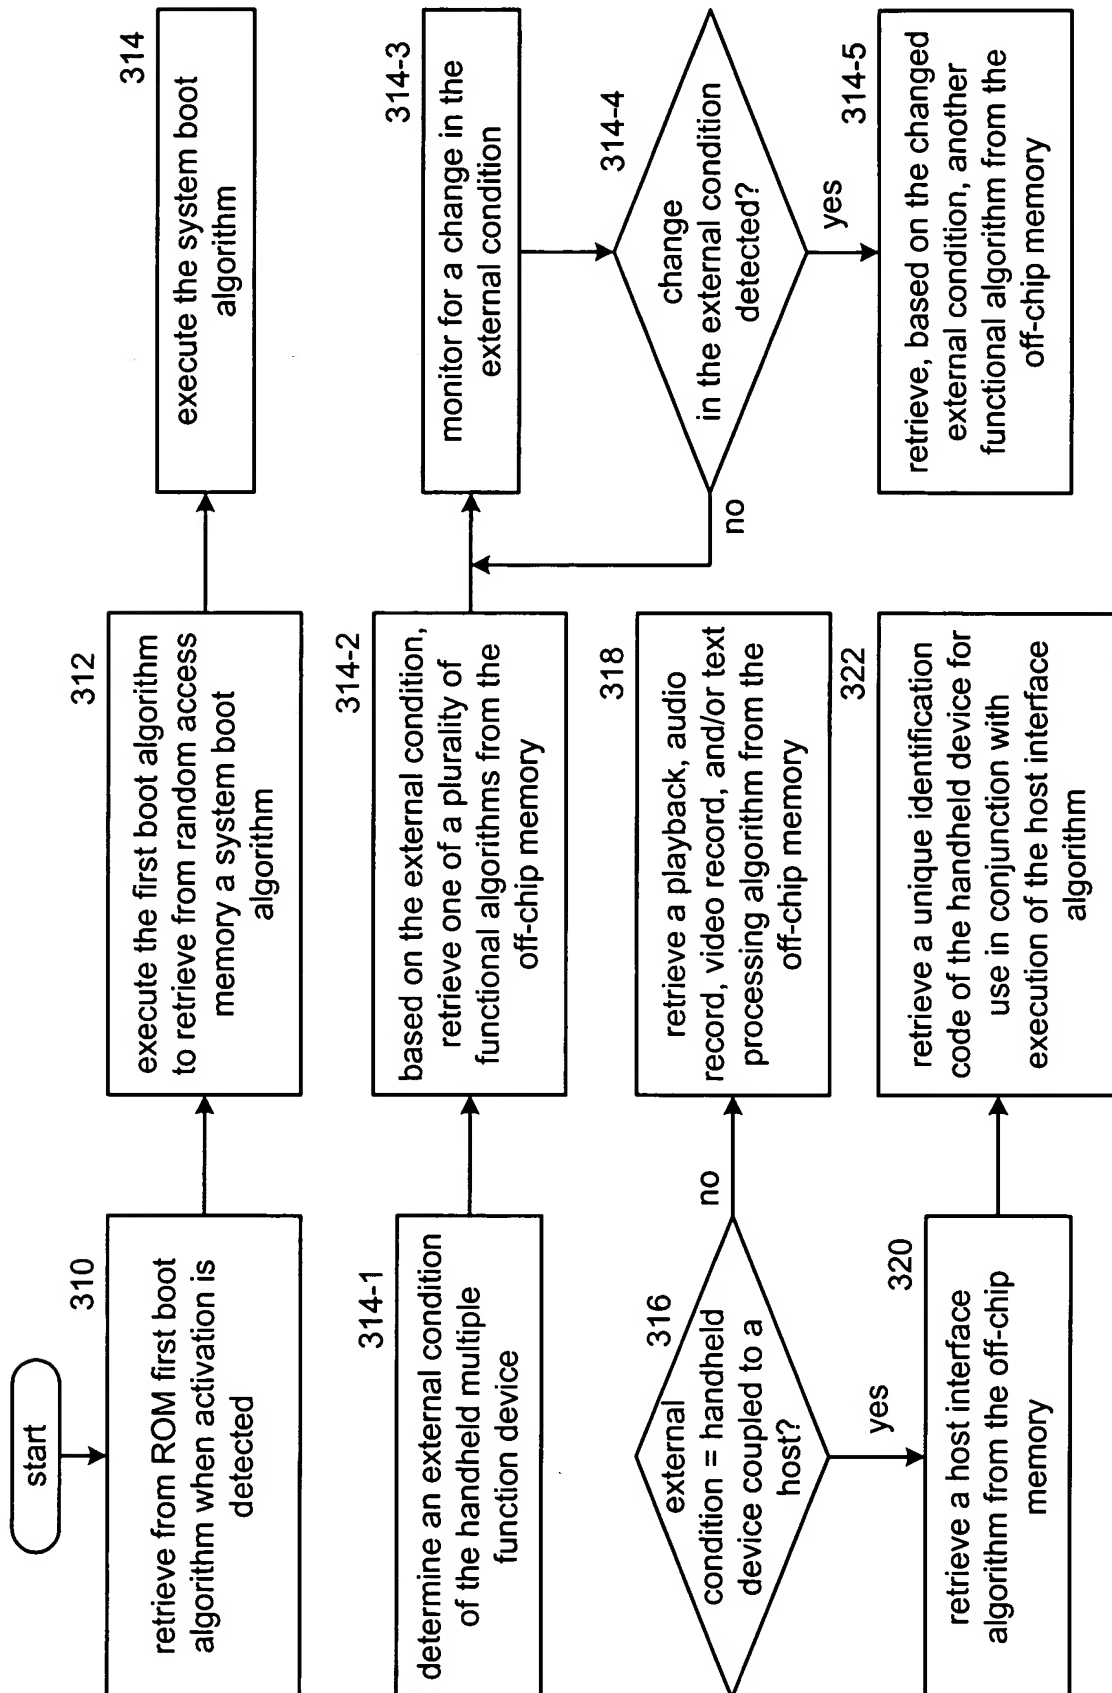 start
310
retrieve from ROM first boot
algorithm when activation is
detected
312
execute the first boot algorithm
to retrieve from random access
memory a system boot
algorithm
314
execute the system boot
algorithm
314-1
determine an external condition
of the handheld multiple
function device
314-2
based on the external condition,
retrieve one of a plurality of
functional algorithms from the
off-chip memory
314-3
monitor for a change in the
external condition
314-4
change
in the external condition
detected?
no
yes
314-5
retrieve, based on the changed
external condition, another
functional algorithm from the
off-chip memory
316
external
condition = handheld
device coupled to a
host?
no
yes
318
retrieve a playback, audio
record, video record, and/or text
processing algorithm from the
off-chip memory
320
retrieve a host interface
algorithm from the off-chip
memory
322
retrieve a unique identification
code of the handheld device for
use in conjunction with
execution of the host interface
algorithm